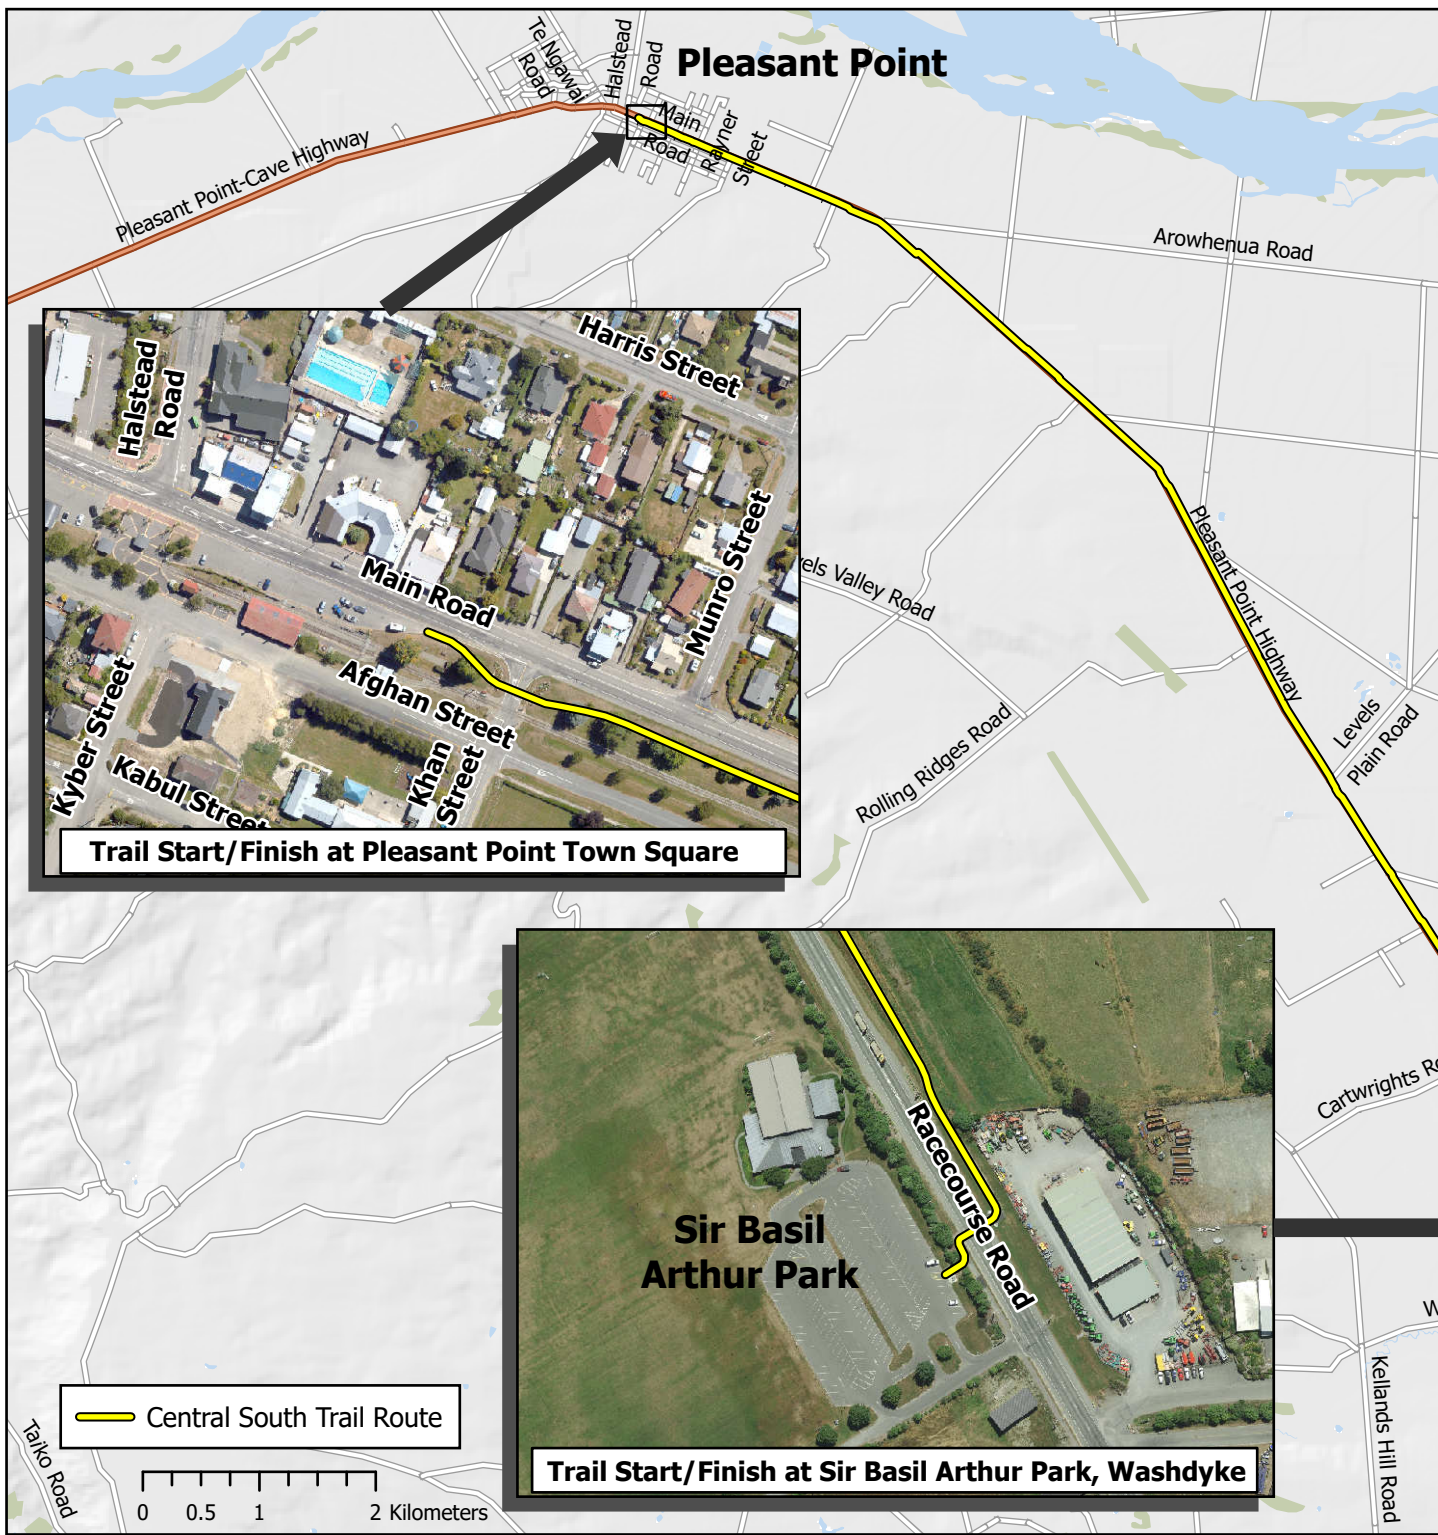 Te Ngawai
Road
Halstead
Road
Pleasant Point
Main
Road
Rayner
Street
Pleasant Point-Cave Highway
Arowhenua Road
Harris Street
Halstead
Road
Main Road
Munro Street
Afghan Street
Khan
Street
Kyber Street
Kabul Street
Trail Start/Finish at Pleasant Point Town Square
vels Valley Road
Pleasant Point Highway
Levels
Plain Road
Rolling Ridges Road
Cartwrights Ro
Racecourse Road
Sir Basil
Arthur Park
Trail Start/Finish at Sir Basil Arthur Park, Washdyke
W
Kellands Hill Road
Central South Trail Route
Taiko Road
0 0.5 1 2 Kilometers